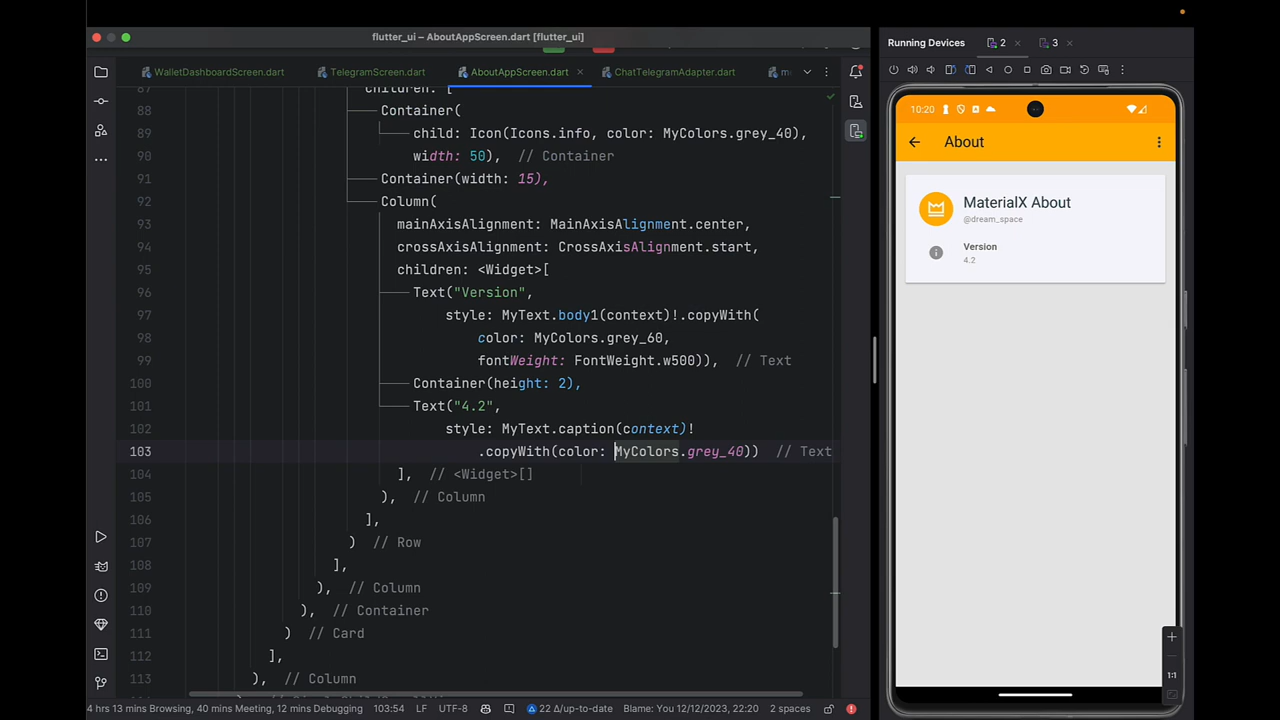 flutter_ui – AboutAppScreen.dart [flutter_ui]
WalletDashboardScreen.dart
TelegramScreen.dart
AboutAppScreen.dart
ChatTelegramAdapter.dart
87 children: [
88 Container(
89 child: Icon(Icons.info, color: MyColors.grey_40),
90 width: 50), // Container
91 Container(width: 15),
92 Column(
93 mainAxisAlignment: MainAxisAlignment.center,
94 crossAxisAlignment: CrossAxisAlignment.start,
95 children: <Widget>[
96 Text("Version",
97 style: MyText.body1(context)!.copyWith(
98 color: MyColors.grey_60,
99 fontWeight: FontWeight.w500)), // Text
100 Container(height: 2),
101 Text("4.2",
102 style: MyText.caption(context)!
103 .copyWith(color: MyColors.grey_40)) // Text
104 ], // <Widget>[]
105 ), // Column
106 ],
107 ) // Row
108 ],
109 ), // Column
110 ), // Container
111 ) // Card
112 ],
113 ), // Column
4 hrs 13 mins Browsing, 40 mins Meeting, 12 mins Debugging 103:54 LF UTF-8 22 Δ/up-to-date Blame: You 12/12/2023, 22:20 2 spaces
Running Devices 2 3
10:20
About
MaterialX About
@dream_space
Version
4.2
1:1